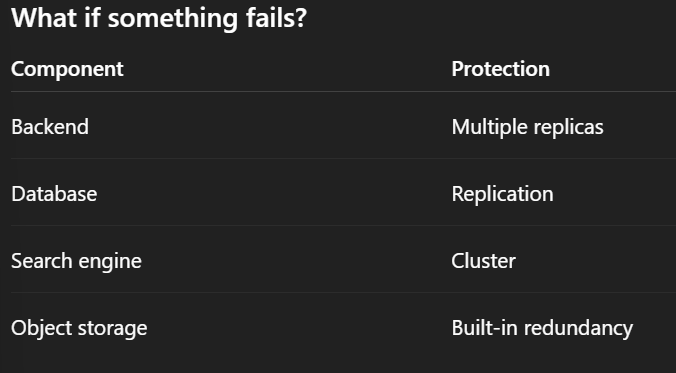 What if something fails?
Component Protection
Backend Multiple replicas
Database Replication
Search engine Cluster
Object storage Built-in redundancy